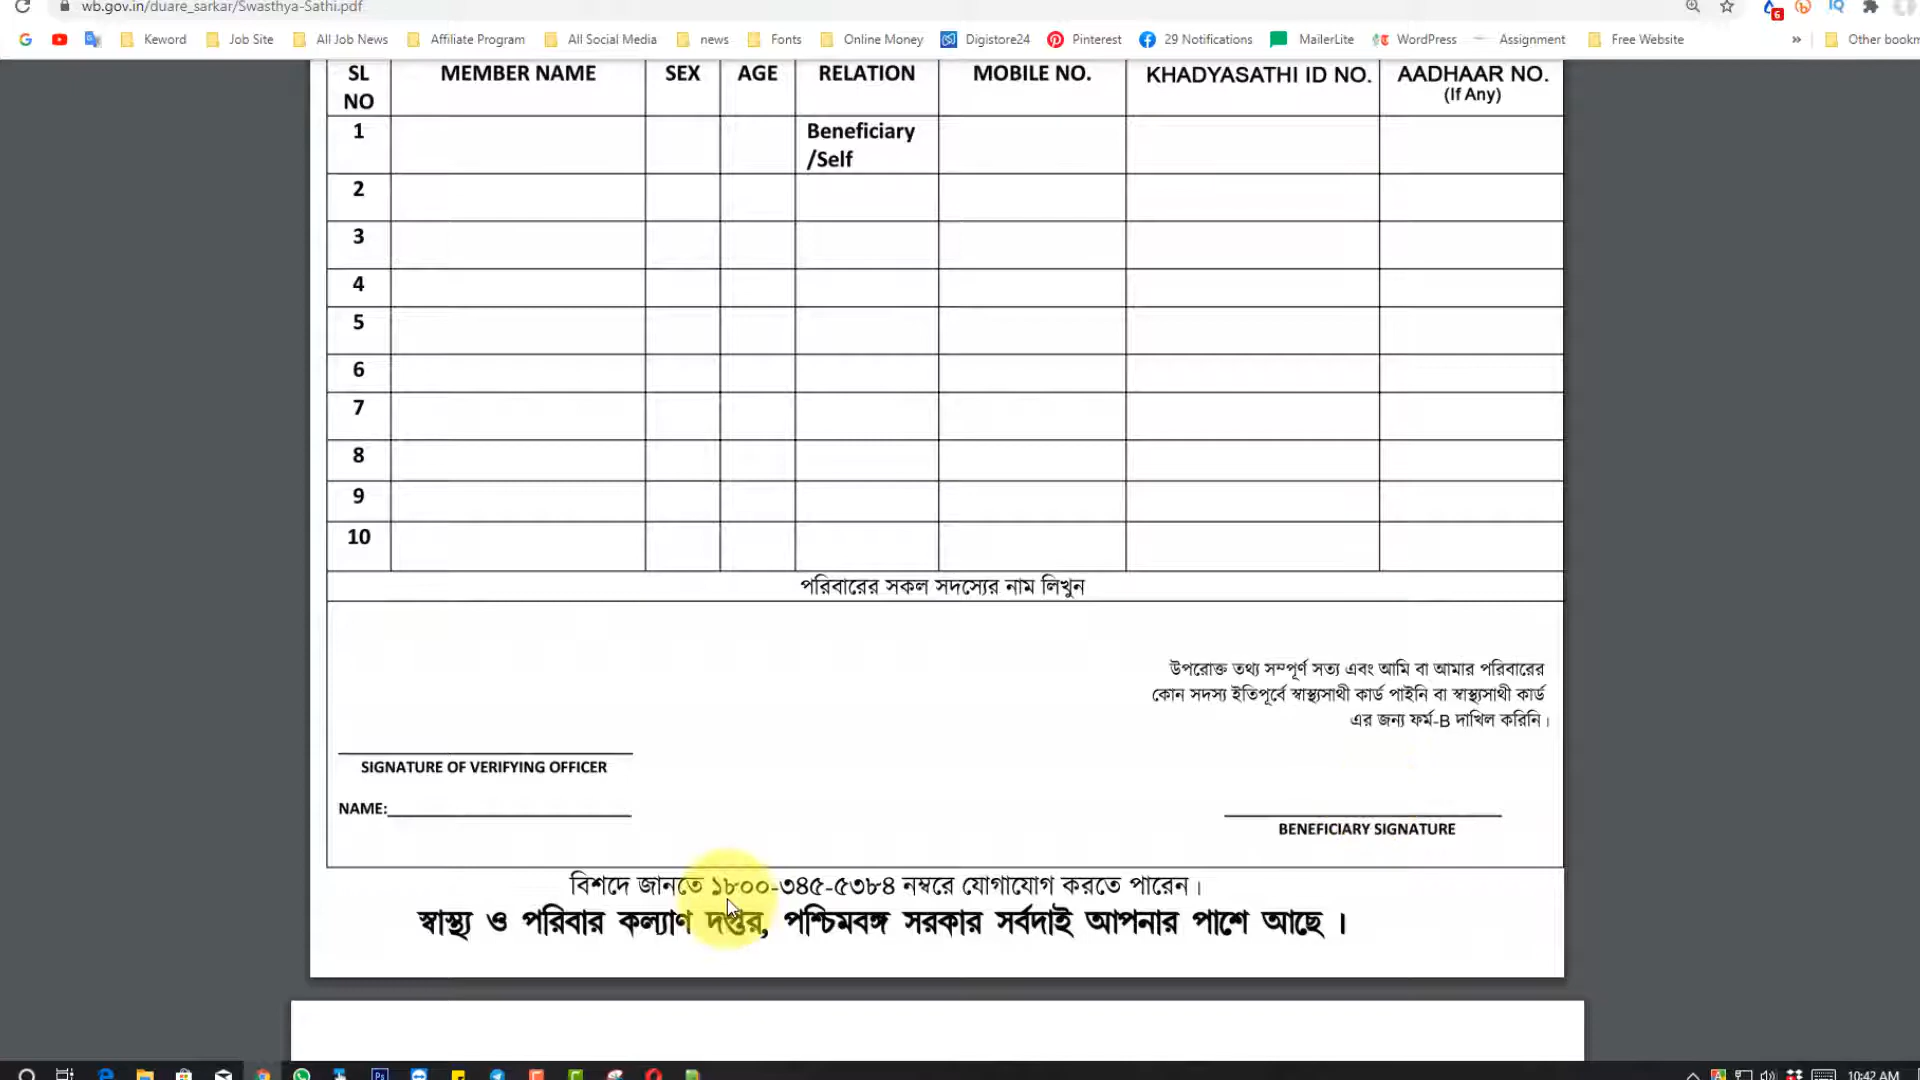 wb.gov.in/duare_sarkar/Swasthya-Sathi.pdf
6
Keword Job Site All Job News Affiliate Program All Social Media news Fonts Online Money Digistore24 Pinterest 29 Notifications MailerLite WordPress Assignment Free Website » Other bookm
SL NO MEMBER NAME SEX AGE RELATION MOBILE NO. KHADYASATHI ID NO. AADHAAR NO. (If Any)
1 Beneficiary /Self
2
3
4
5
6
7
8
9
10
পরিবারের সকল সদস্যের নাম লিখুন
উপরোক্ত তথ্য সম্পূর্ণ সত্য এবং আমি বা আমার পরিবারের
কোন সদস্য ইতিপূর্বে স্বাস্থ্যসাথী কার্ড পাইনি বা স্বাস্থ্যসাথী কার্ড
এর জন্য ফর্ম-B দাখিল করিনি।
SIGNATURE OF VERIFYING OFFICER
NAME:
BENEFICIARY SIGNATURE
বিশদে জানতে ১৮০০-৩৪৫-৫৩৮৪ নম্বরে যোগাযোগ করতে পারেন।
স্বাস্থ্য ও পরিবার কল্যাণ দপ্তর, পশ্চিমবঙ্গ সরকার সর্বদাই আপনার পাশে আছে ।
10:42 AM